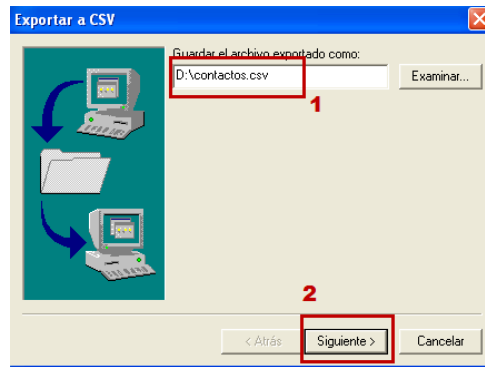 Exportar a CSV
Guardar el archivo exportado como:
D:\contactos.csv
Examinar...
1
2
< Atrás
Siguiente >
Cancelar